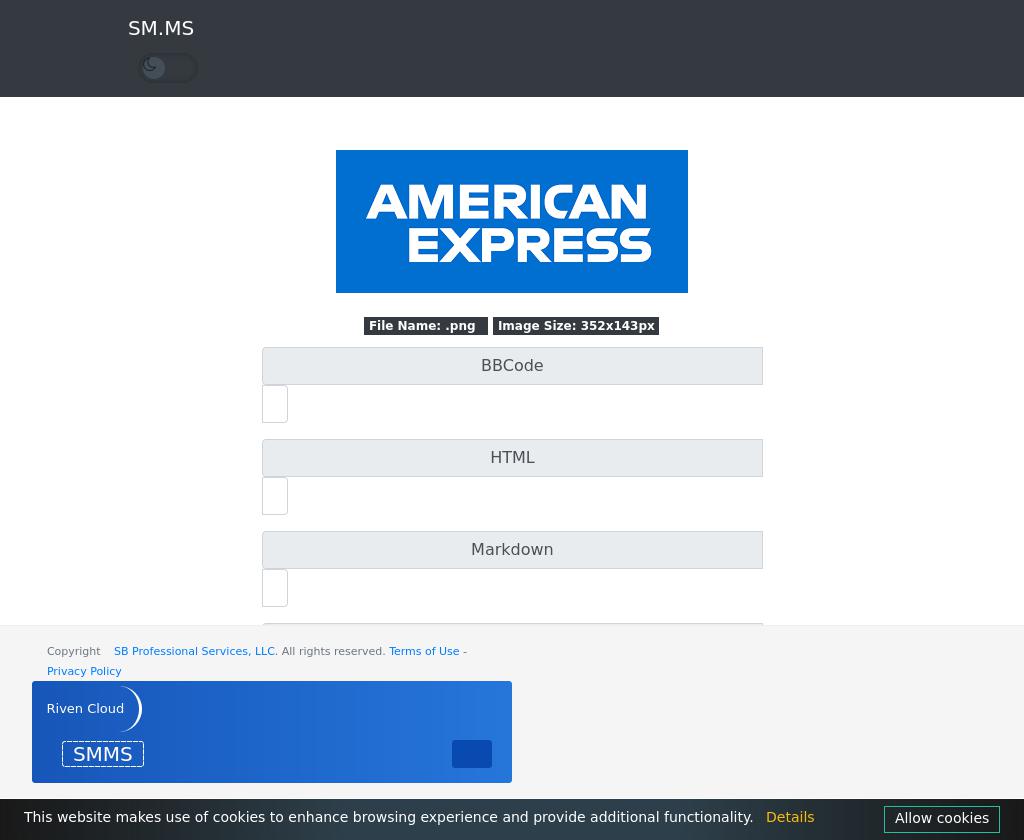 SM.MS
AMERICAN
EXPRESS
File Name: .png
Image Size: 352x143px
BBCode
HTML
Markdown
Copyright SB Professional Services, LLC. All rights reserved. Terms of Use -
Privacy Policy
Riven Cloud
SMMS
This website makes use of cookies to enhance browsing experience and provide additional functionality. Details
Allow cookies